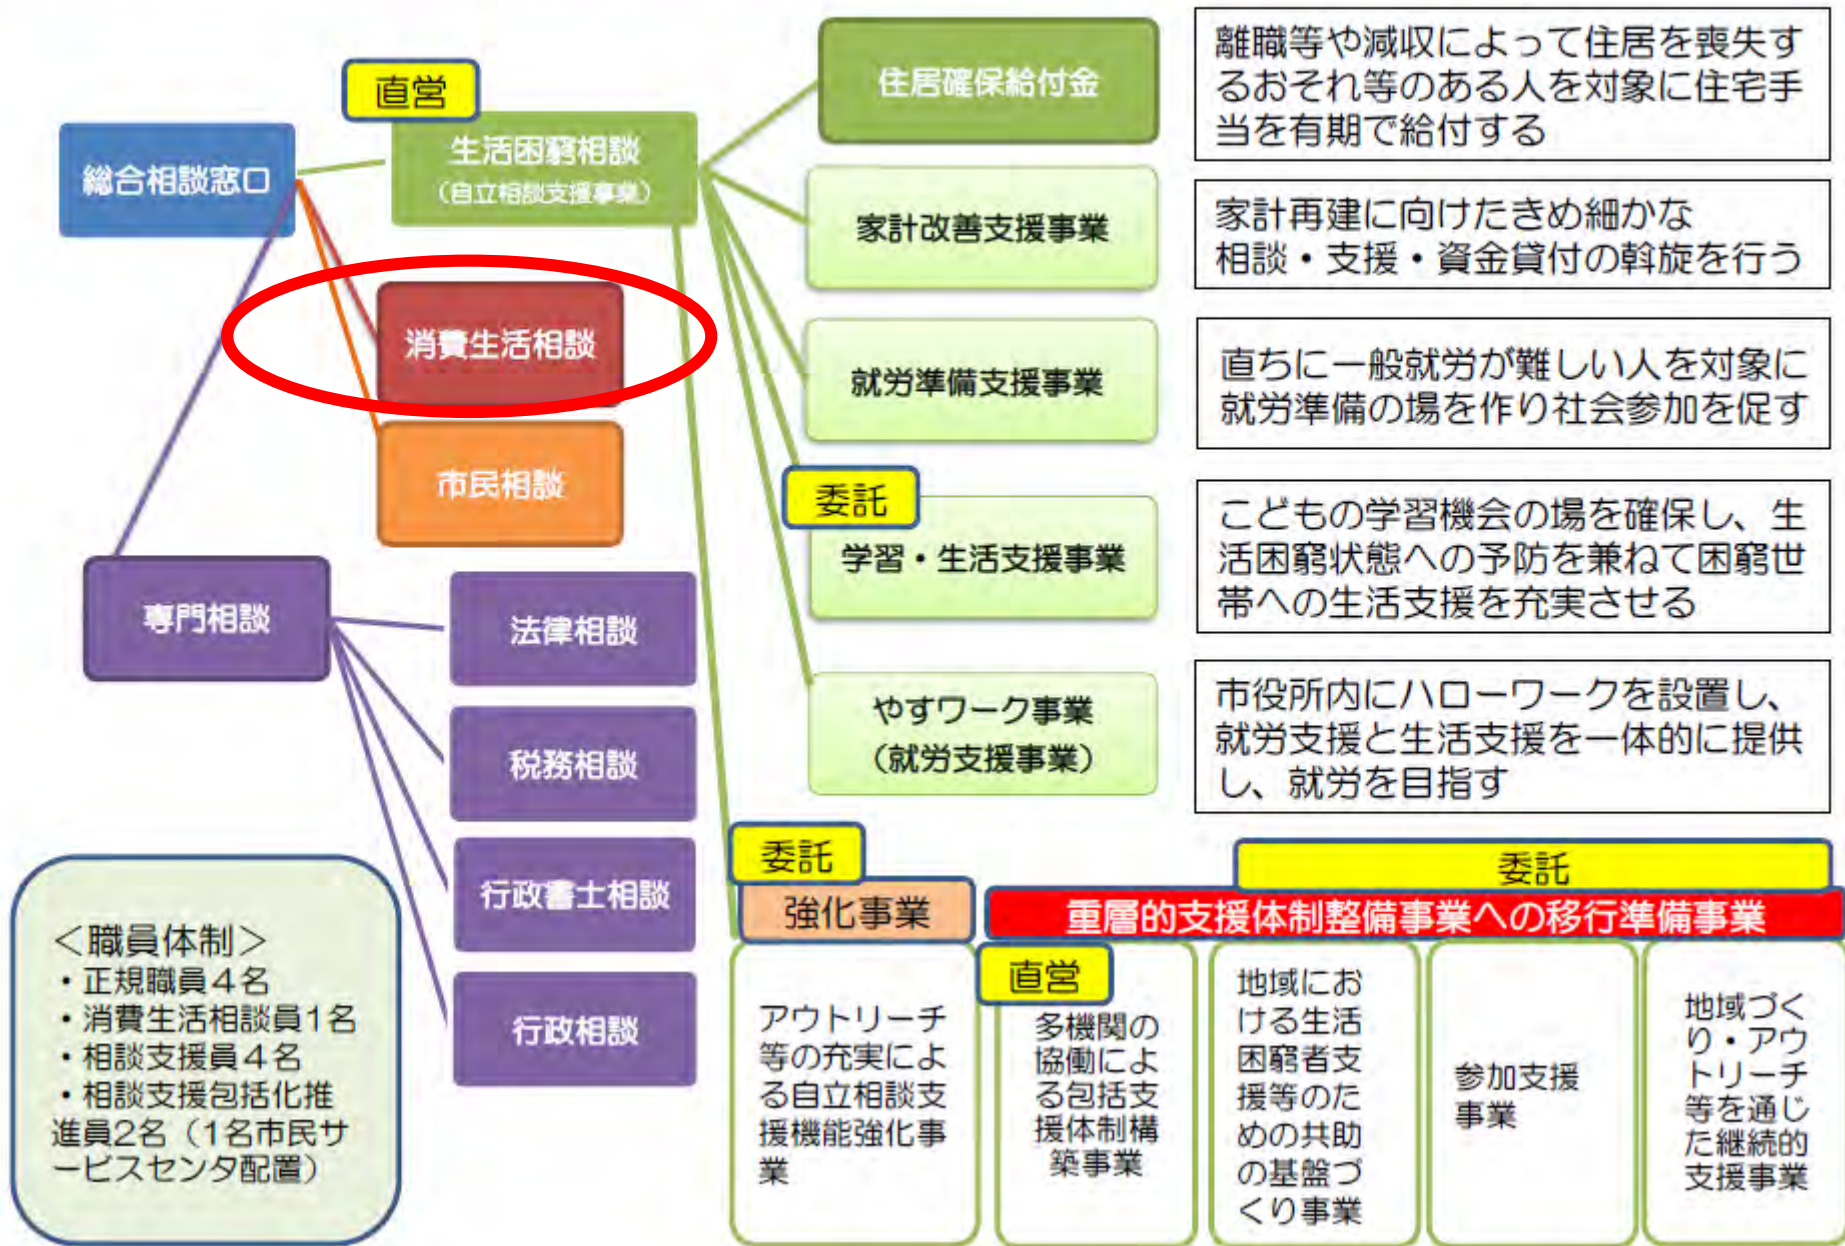 直営
総合相談窓口
生活困窮相談
（自立相談支援事業）
消費生活相談
市民相談
専門相談
法律相談
税務相談
行政書士相談
行政相談
住居確保給付金
離職等や減収によって住居を喪失す
るおそれ等のある人を対象に住宅手
当を有期で給付する
家計改善支援事業
家計再建に向けたきめ細かな
相談・支援・資金貸付の斡旋を行う
就労準備支援事業
直ちに一般就労が難しい人を対象に
就労準備の場を作り社会参加を促す
委託
学習・生活支援事業
こどもの学習機会の場を確保し、生
活困窮状態への予防を兼ねて困窮世
帯への生活支援を充実させる
やすワーク事業
（就労支援事業）
市役所内にハローワークを設置し、
就労支援と生活支援を一体的に提供
し、就労を目指す
＜職員体制＞
・正規職員４名
・消費生活相談員1名
・相談支援員４名
・相談支援包括化推
進員2名（1名市民サ
ービスセンタ配置）
委託
強化事業
アウトリーチ
等の充実によ
る自立相談支
援機能強化事
業
委託
重層的支援体制整備事業への移行準備事業
直営
多機関の
協働によ
る包括支
援体制構
築事業
地域にお
ける生活
困窮者支
援等のた
めの共助
の基盤づ
くり事業
参加支援
事業
地域づく
り・アウ
トリーチ
等を通じ
た継続的
支援事業